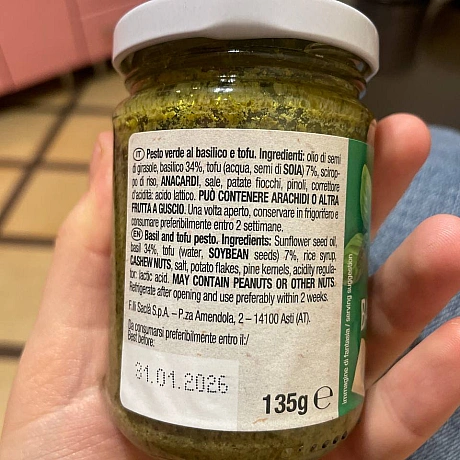 IT Pesto verde al basilico e tofu. Ingredienti: olio di semi
di girasole, basilico 34%, tofu (acqua, semi di SOIA) 7%, scirop-
po di riso, ANACARDI, sale, patate fiocchi, pinoli, correttore
d'acidità: acido lattico. PUÒ CONTENERE ARACHIDI O ALTRA
FRUTTA A GUSCIO. Una volta aperto, conservare in frigorifero e
consumare preferibilmente entro 2 settimane.
EN Basil and tofu pesto. Ingredients: Sunflower seed oil,
basil 34%, tofu (water, SOYBEAN seeds) 7%, rice syrup,
CASHEW NUTS, salt, potato flakes, pine kernels, acidity regula-
tor: lactic acid. MAY CONTAIN PEANUTS OR OTHER NUTS.
Refrigerate after opening and use preferably within 2 weeks.
F.lli Saclà S.p.A. – P.za Amendola, 2 – 14100 Asti (AT).
Da consumarsi preferibilmente entro il:/
Best before:
31.01.2026
135g e
immagine di fantasia / serving suggestion